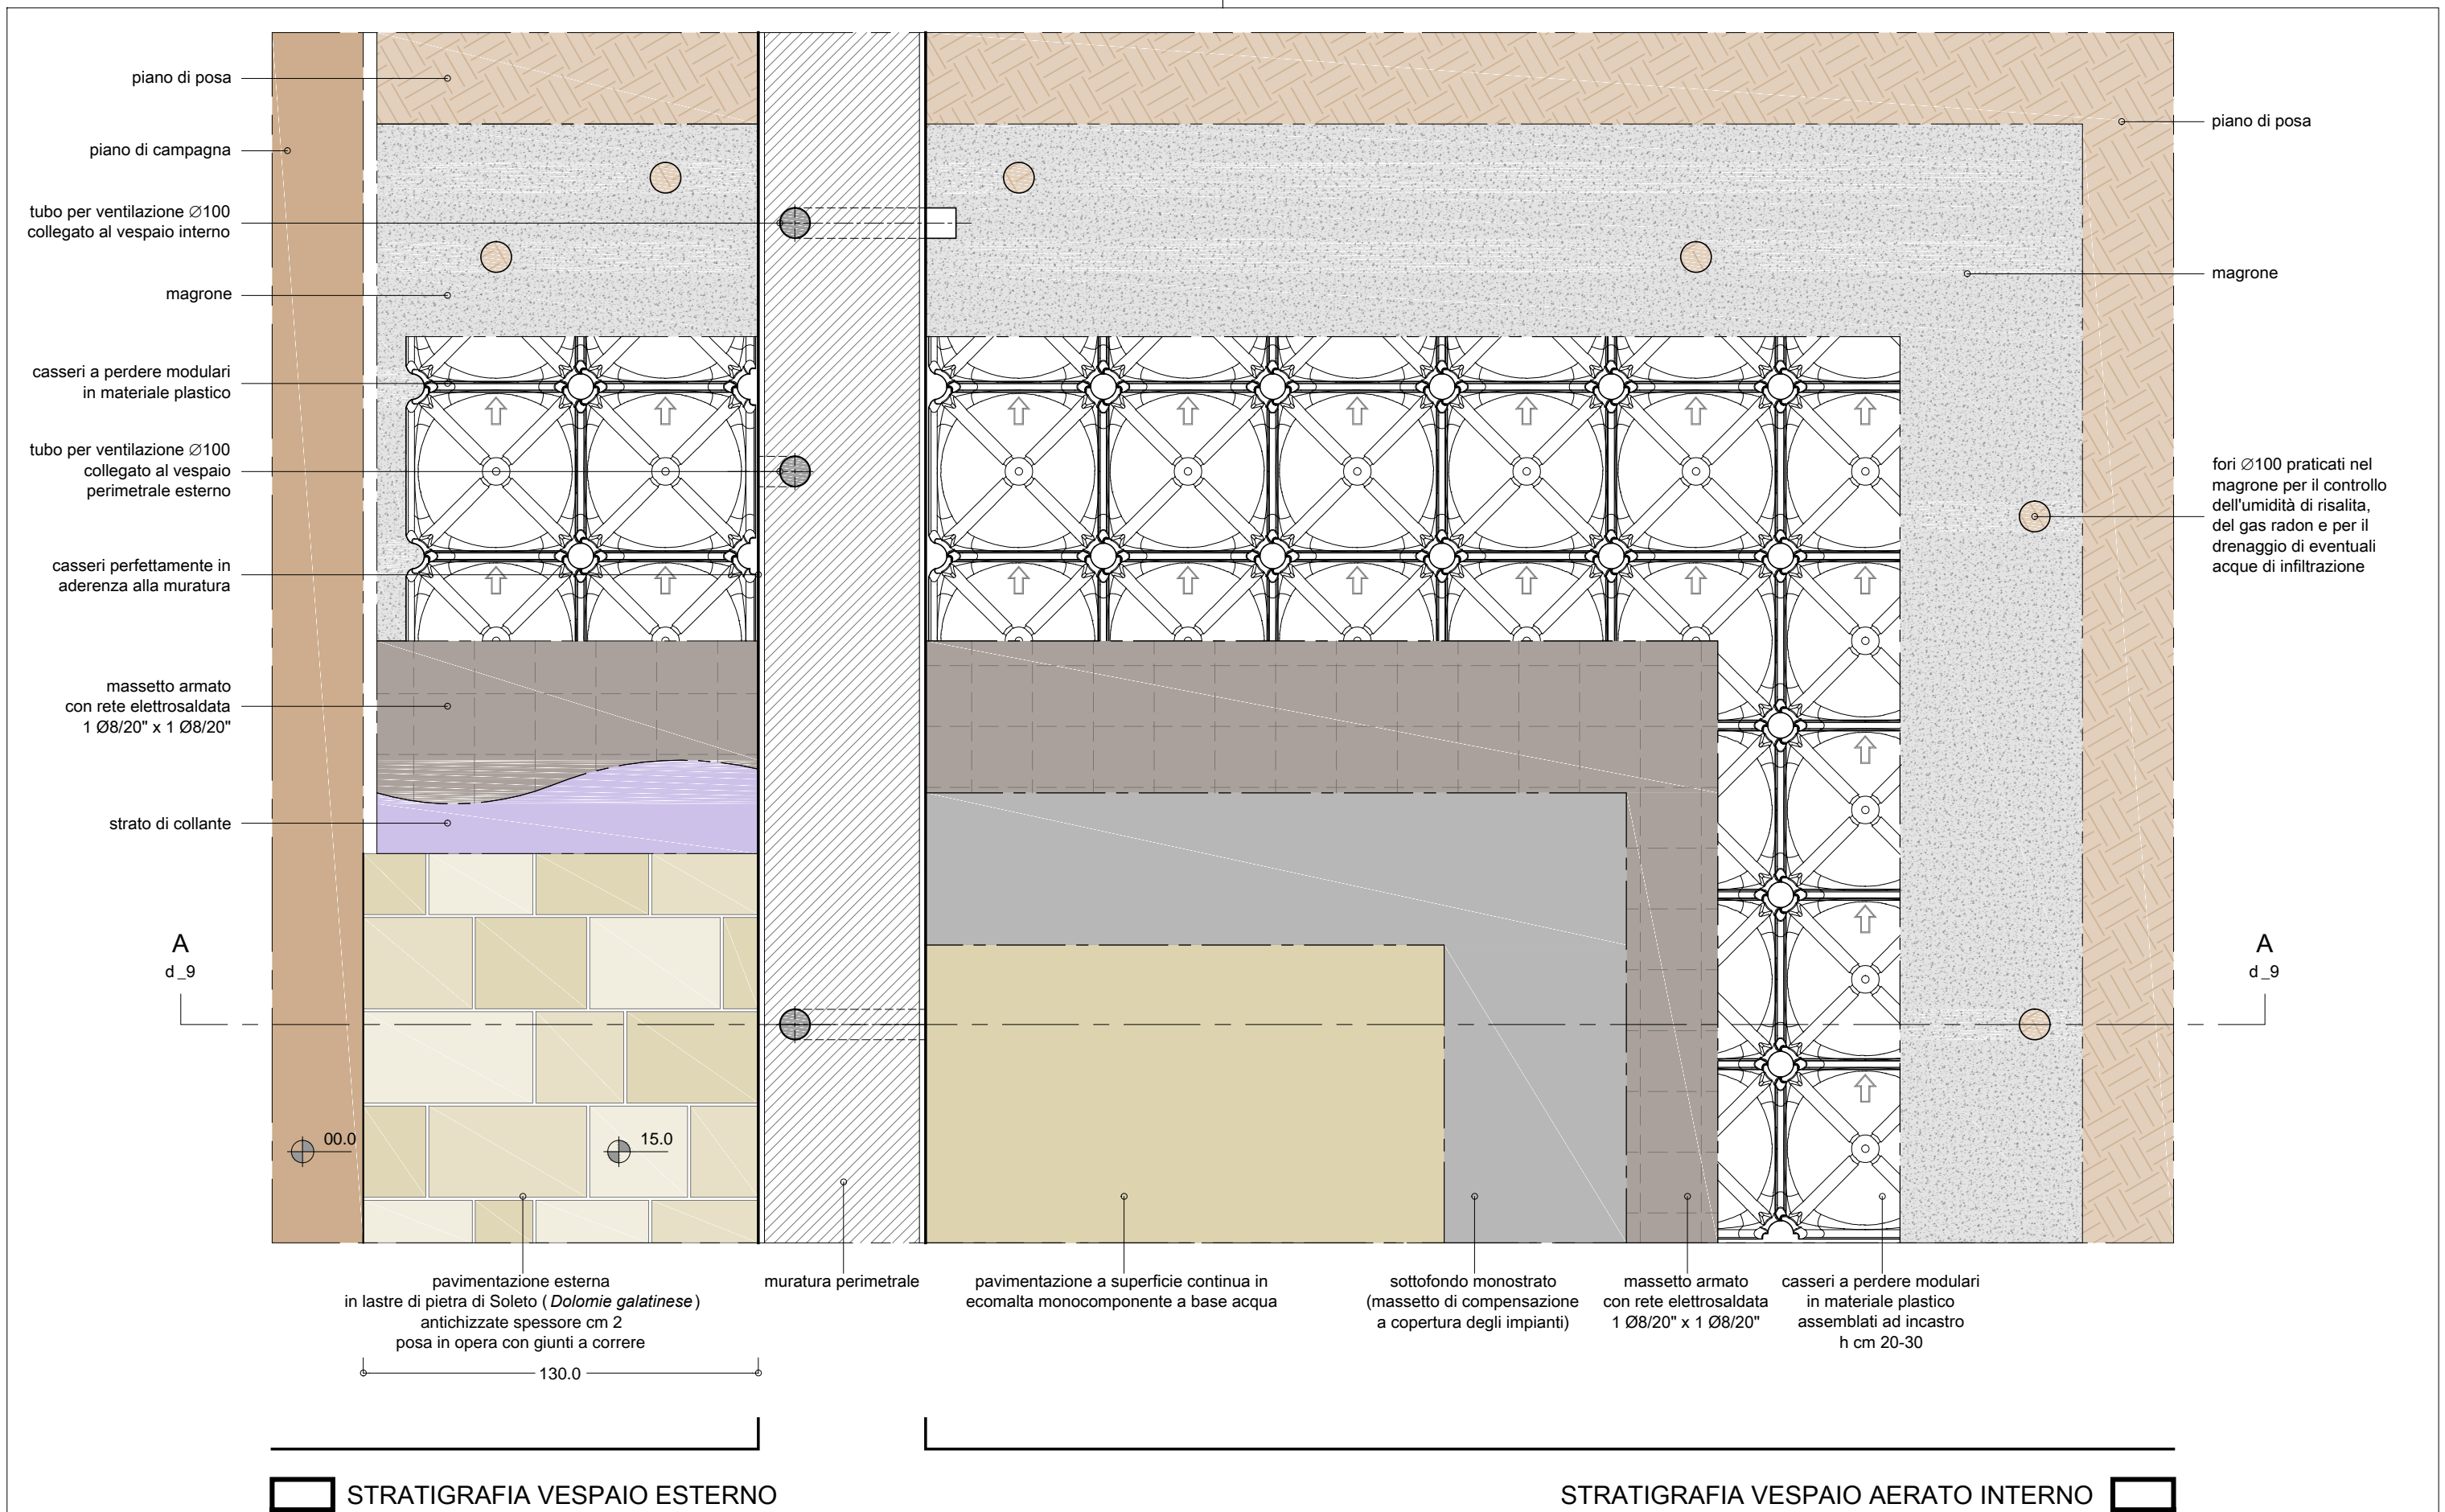 piano di posa
piano di campagna
tubo per ventilazione ∅100
collegato al vespaio interno
magrone
casseri a perdere modulari
in materiale plastico
tubo per ventilazione ∅100
collegato al vespaio
perimetrale esterno
casseri perfettamente in
aderenza alla muratura
massetto armato
con rete elettrosaldata
1 Ø8/20" x 1 Ø8/20"
strato di collante
A
d_9
00.0
15.0
piano di posa
magrone
fori ∅100 praticati nel
magrone per il controllo
dell'umidità di risalita,
del gas radon e per il
drenaggio di eventuali
acque di infiltrazione
A
d_9
pavimentazione esterna
in lastre di pietra di Soleto (Dolomie galatinese)
antichizzate spessore cm 2
posa in opera con giunti a correre
130.0
muratura perimetrale
pavimentazione a superficie continua in
ecomalta monocomponente a base acqua
sottofondo monostrato
(massetto di compensazione
a copertura degli impianti)
massetto armato
con rete elettrosaldata
1 Ø8/20" x 1 Ø8/20"
casseri a perdere modulari
in materiale plastico
assemblati ad incastro
h cm 20-30
STRATIGRAFIA VESPAIO ESTERNO
STRATIGRAFIA VESPAIO AERATO INTERNO